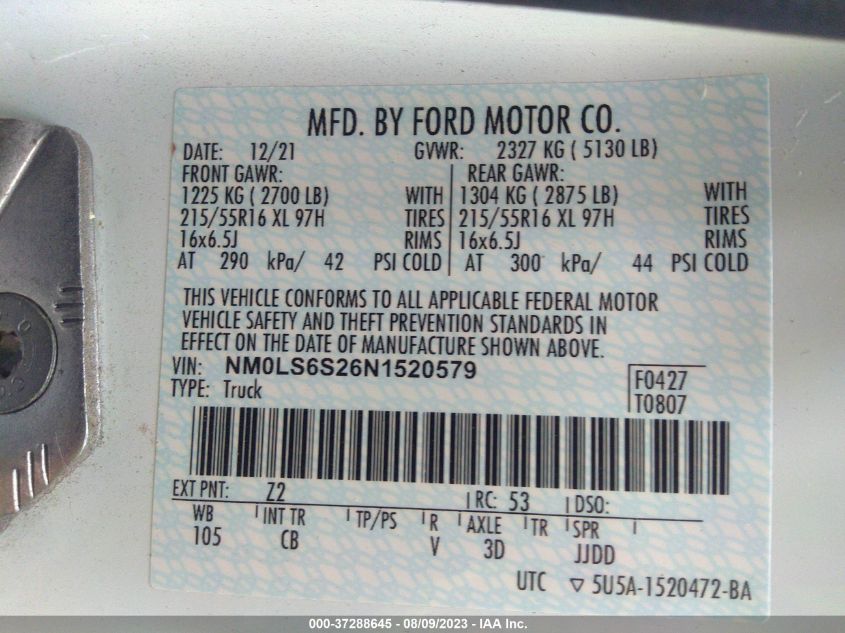 MFD. BY FORD MOTOR CO.
DATE: 12/21 GVWR: 2327 KG ( 5130 LB)
FRONT GAWR: REAR GAWR:
1225 KG ( 2700 LB) WITH 1304 KG ( 2875 LB) WITH
215/55R16 XL 97H TIRES 215/55R16 XL 97H TIRES
16x6.5J RIMS 16x6.5J RIMS
AT 290 kPa/ 42 PSI COLD AT 300 kPa/ 44 PSI COLD
THIS VEHICLE CONFORMS TO ALL APPLICABLE FEDERAL MOTOR
VEHICLE SAFETY AND THEFT PREVENTION STANDARDS IN
EFFECT ON THE DATE OF MANUFACTURE SHOWN ABOVE.
VIN: NM0LS6S26N1520579 F0427
TYPE: Truck T0807
EXT PNT: Z2 RC: 53 DSO:
WB INT TR TP/PS R AXLE TR SPR
105 CB V 3D JJDD
UTC ▽ 5U5A-1520472-BA
000-37288645 - 08/09/2023 - IAA Inc.